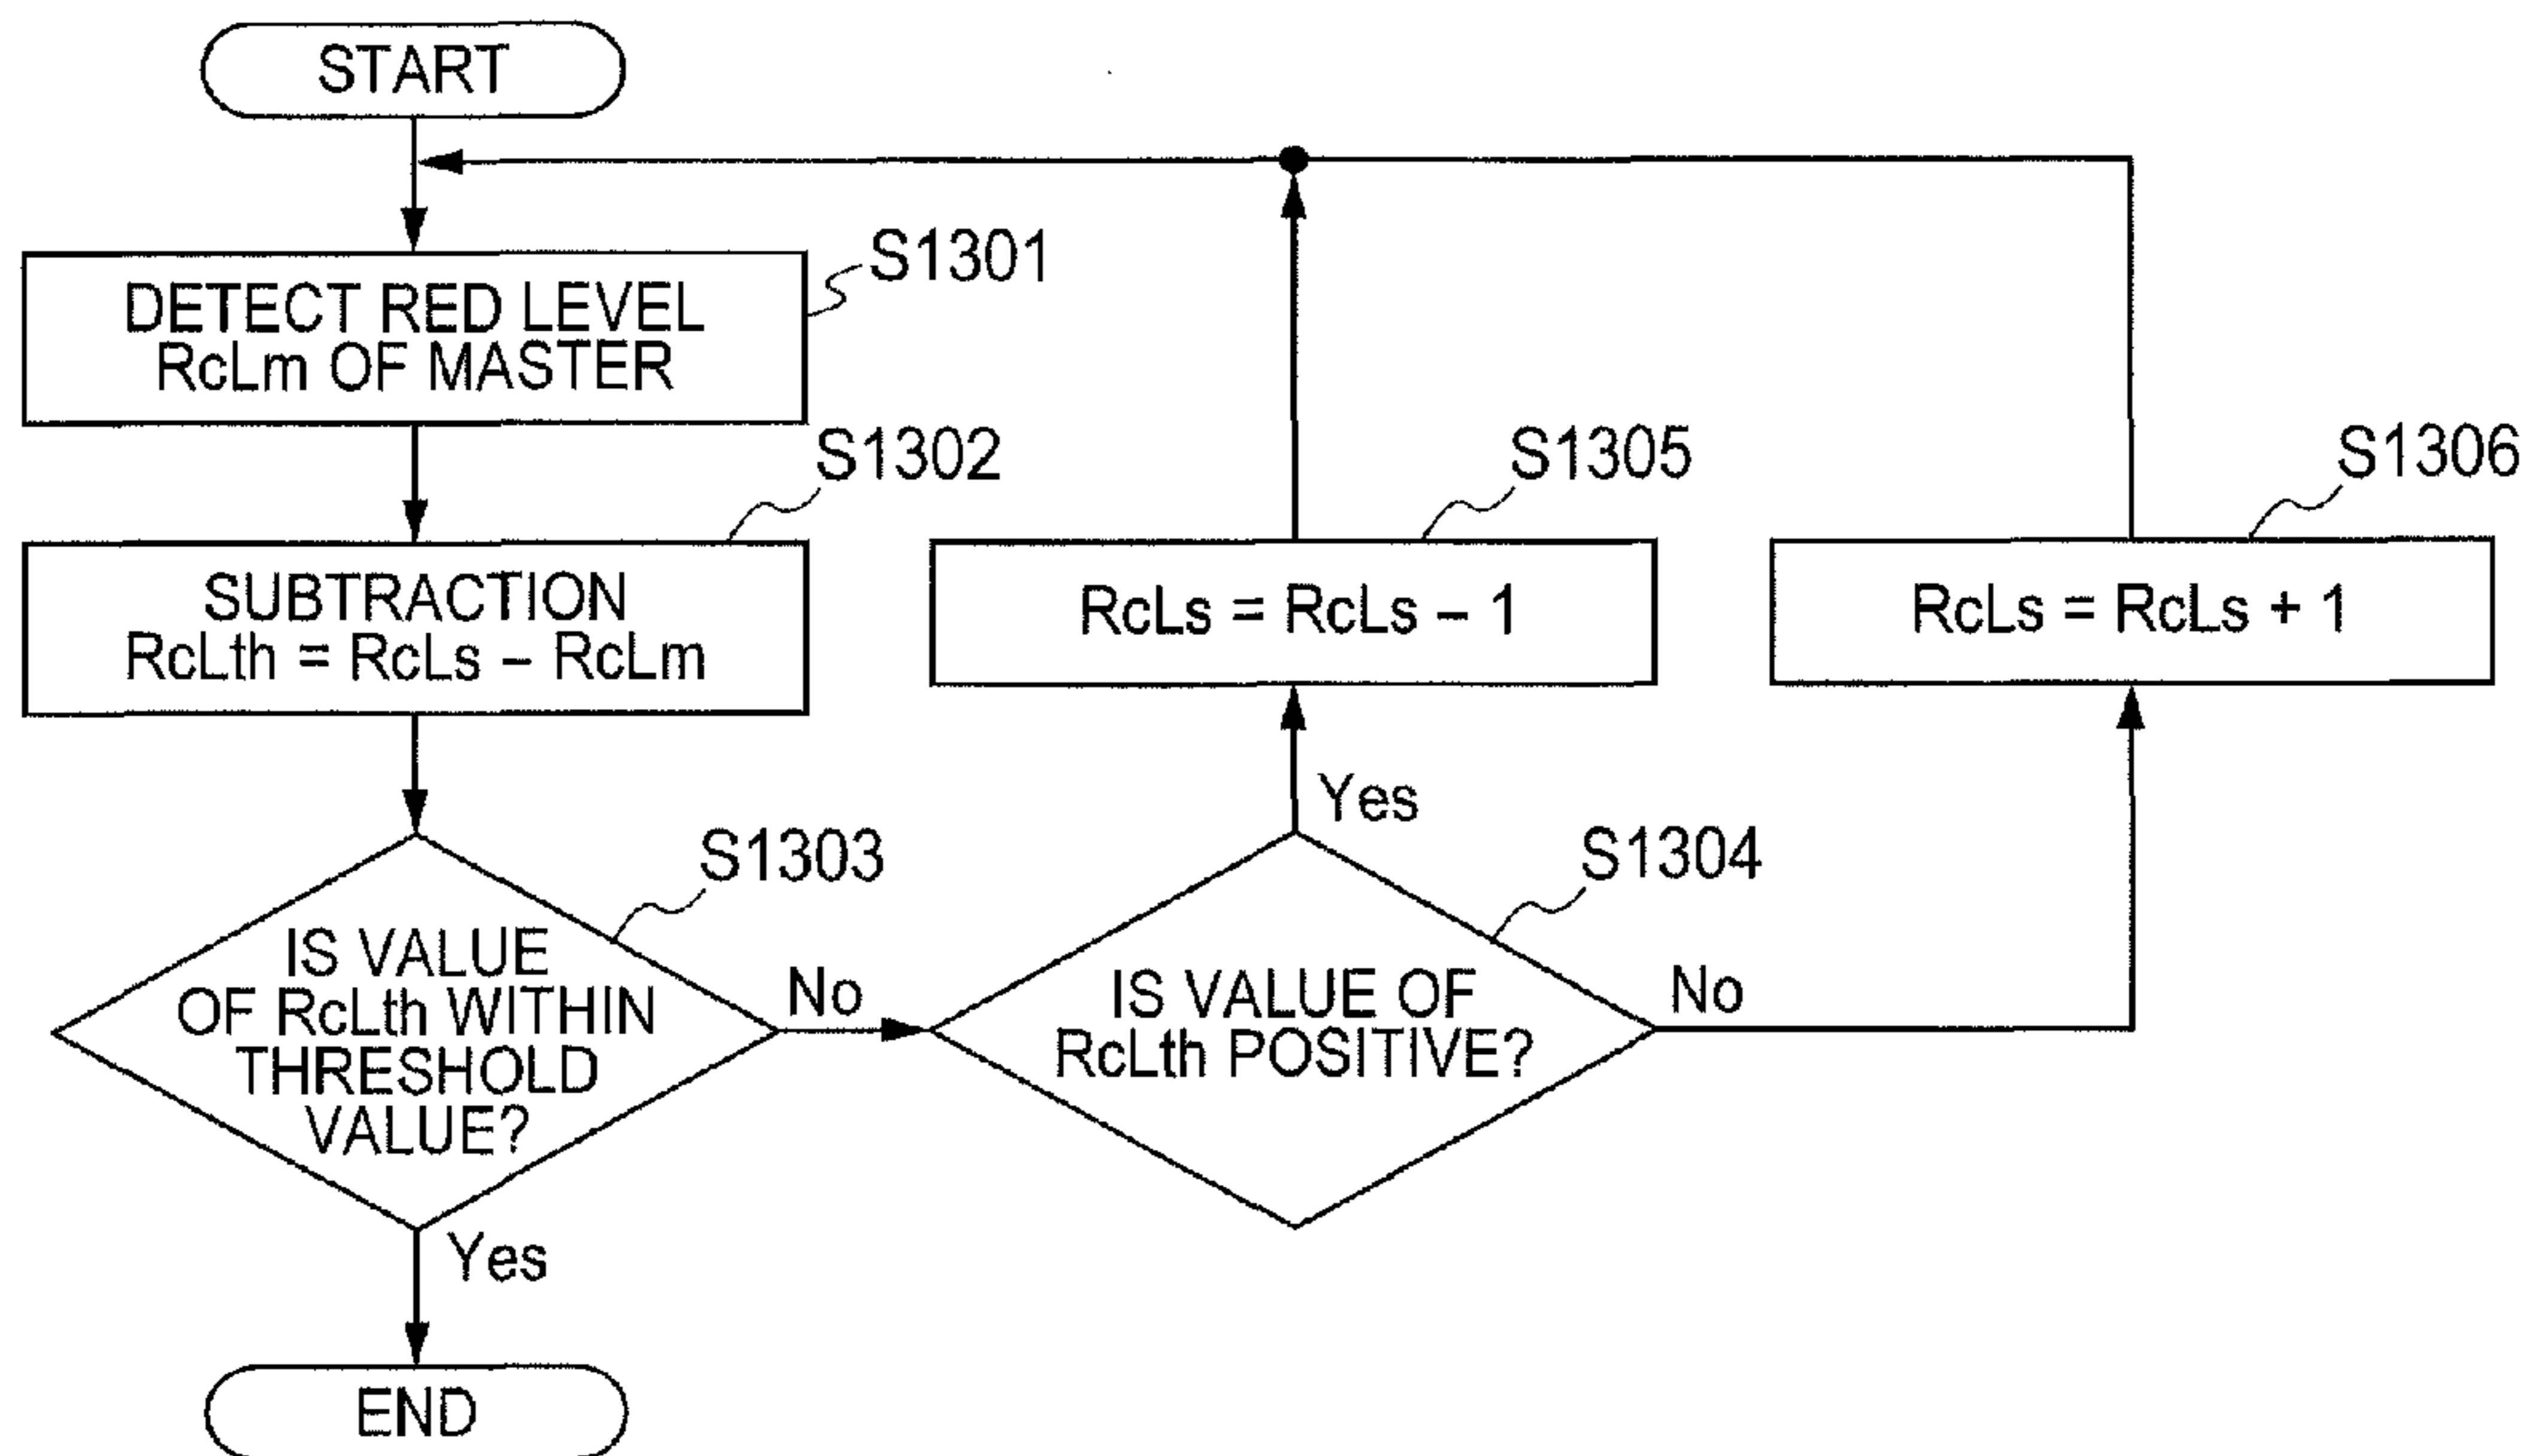 START
S1301
DETECT RED LEVEL
RcLm OF MASTER
S1302
SUBTRACTION
RcLth = RcLs – RcLm
S1303
IS VALUE
OF RcLth WITHIN
THRESHOLD
VALUE?
No
Yes
END
S1304
IS VALUE OF
RcLth POSITIVE?
Yes
No
S1305
RcLs = RcLs – 1
S1306
RcLs = RcLs + 1